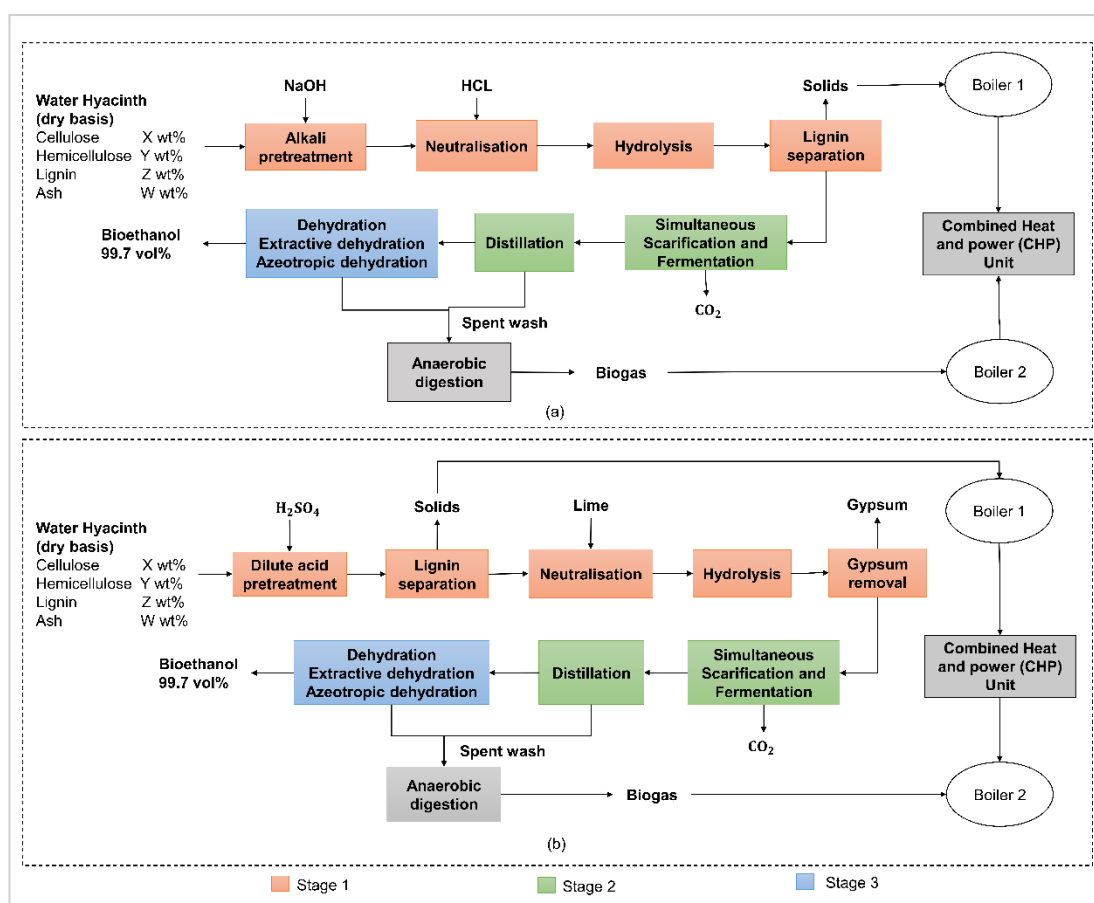 NaOH
HCL
Solids
Boiler 1
Water Hyacinth
(dry basis)
Cellulose X wt%
Hemicellulose Y wt%
Lignin Z wt%
Ash W wt%
Alkali
pretreatment
Neutralisation
Hydrolysis
Lignin
separation
Bioethanol
99.7 vol%
Dehydration
Extractive dehydration
Azeotropic dehydration
Distillation
Simultaneous
Scarification and
Fermentation
Combined Heat
and power (CHP)
Unit
CO₂
Spent wash
Anaerobic
digestion
Biogas
Boiler 2
(a)
H₂SO₄
Solids
Lime
Gypsum
Boiler 1
Water Hyacinth
(dry basis)
Cellulose X wt%
Hemicellulose Y wt%
Lignin Z wt%
Ash W wt%
Dilute acid
pretreatment
Lignin
separation
Neutralisation
Hydrolysis
Gypsum
removal
Bioethanol
99.7 vol%
Dehydration
Extractive dehydration
Azeotropic dehydration
Distillation
Simultaneous
Scarification and
Fermentation
Combined Heat
and power (CHP)
Unit
CO₂
Spent wash
Anaerobic
digestion
Biogas
Boiler 2
(b)
Stage 1
Stage 2
Stage 3